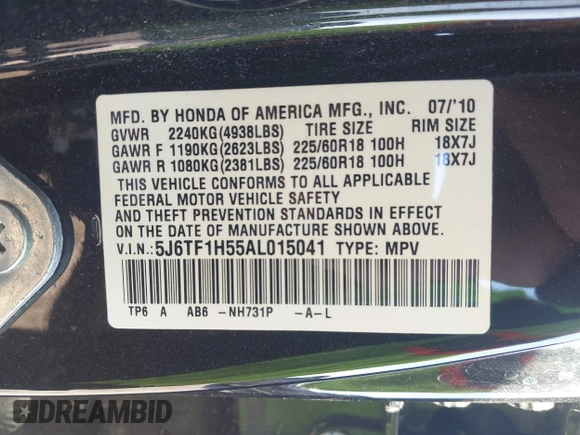 MFD. BY HONDA OF AMERICA MFG., INC. 07/'10
GVWR 2240KG(4938LBS) TIRE SIZE RIM SIZE
GAWR F 1190KG(2623LBS) 225/60R18 100H 18X7J
GAWR R 1080KG(2381LBS) 225/60R18 100H 18X7J
THIS VEHICLE CONFORMS TO ALL APPLICABLE
FEDERAL MOTOR VEHICLE SAFETY
AND THEFT PREVENTION STANDARDS IN EFFECT
ON THE DATE OF MANUFACTURE SHOWN ABOVE.
V.I.N.: 5J6TF1H55AL015041 TYPE: MPV
TP6 A AB6 -NH731P -A-L
DREAMBID